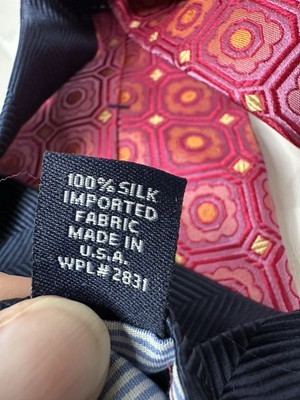 100% SILK
IMPORTED
FABRIC
MADE IN
U.S.A.
WPL# 2831